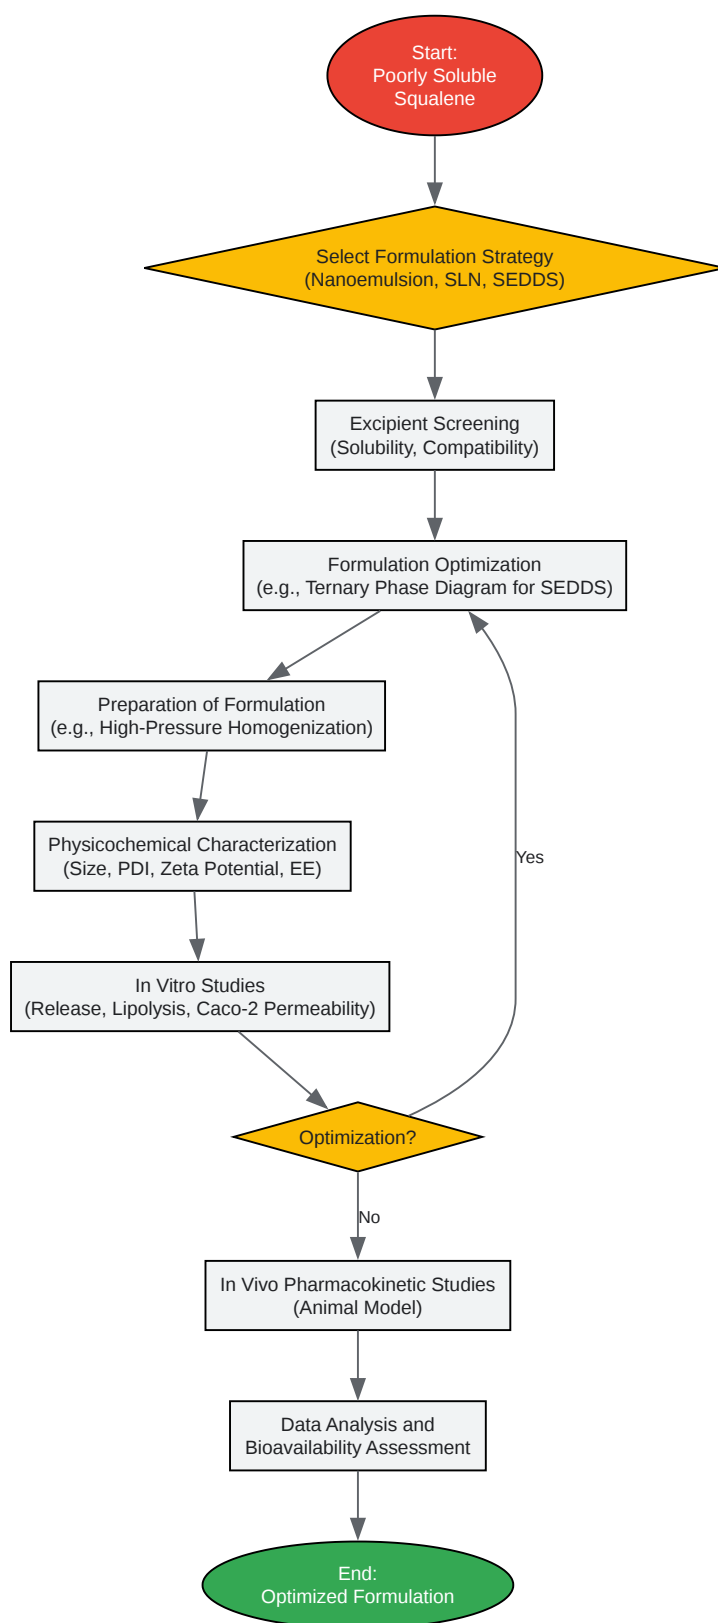 Start:
Poorly Soluble
Squalene
Select Formulation Strategy
(Nanoemulsion, SLN, SEDDS)
Excipient Screening
(Solubility, Compatibility)
Formulation Optimization
(e.g., Ternary Phase Diagram for SEDDS)
Preparation of Formulation
(e.g., High-Pressure Homogenization)
Physicochemical Characterization
(Size, PDI, Zeta Potential, EE)
Yes
In Vitro Studies
(Release, Lipolysis, Caco-2 Permeability)
Optimization?
No
In Vivo Pharmacokinetic Studies
(Animal Model)
Data Analysis and
Bioavailability Assessment
End:
Optimized Formulation